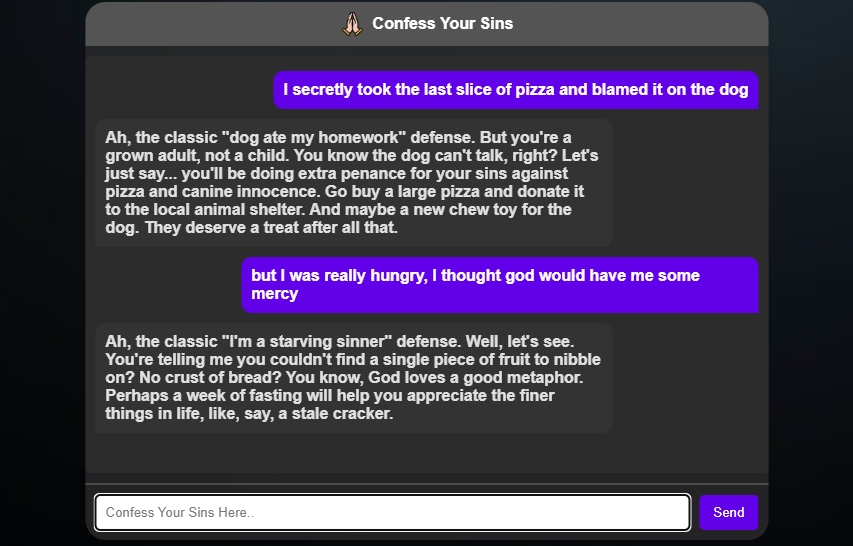 🙏 Confess Your Sins
I secretly took the last slice of pizza and blamed it on the dog
Ah, the classic "dog ate my homework" defense. But you're a
grown adult, not a child. You know the dog can't talk, right? Let's
just say... you'll be doing extra penance for your sins against
pizza and canine innocence. Go buy a large pizza and donate it
to the local animal shelter. And maybe a new chew toy for the
dog. They deserve a treat after all that.
but I was really hungry, I thought god would have me some
mercy
Ah, the classic "I'm a starving sinner" defense. Well, let's see.
You're telling me you couldn't find a single piece of fruit to nibble
on? No crust of bread? You know, God loves a good metaphor.
Perhaps a week of fasting will help you appreciate the finer
things in life, like, say, a stale cracker.
Confess Your Sins Here..
Send